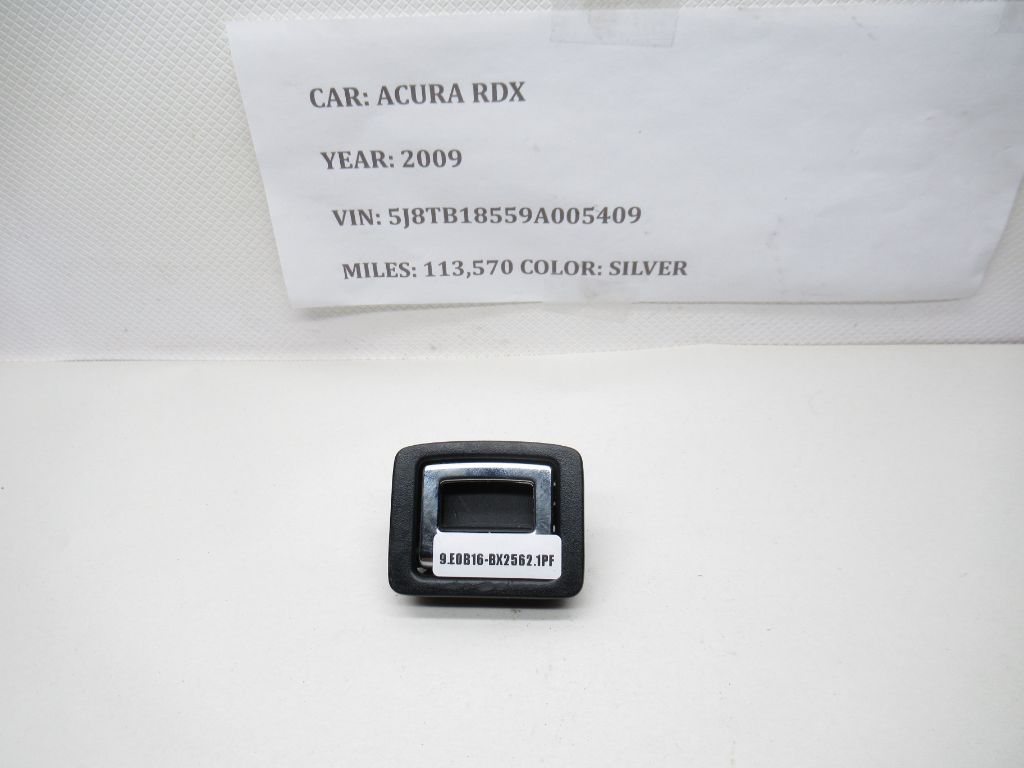 CAR: ACURA RDX
YEAR: 2009
VIN: 5J8TB18559A005409
MILES: 113,570 COLOR: SILVER
9.E0B16-BX2562.1PF